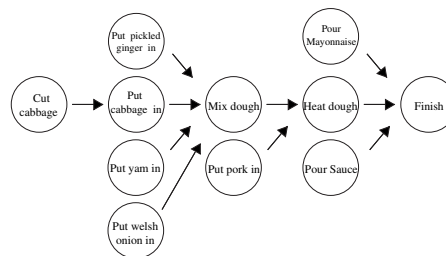 Put pickled
ginger in
Pour
Mayonnaise
Cut
cabbage
Put
cabbage in
Mix dough
Heat dough
Finish
Put yam in
Put pork in
Pour Sauce
Put welsh
onion in